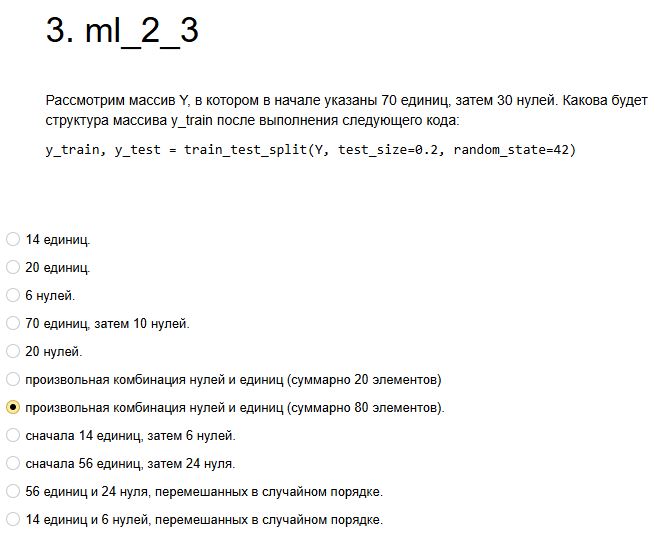 3. ml_2_3
Рассмотрим массив Y, в котором в начале указаны 70 единиц, затем 30 нулей. Какова будет
структура массива y_train после выполнения следующего кода:
y_train, y_test = train_test_split(Y, test_size=0.2, random_state=42)
14 единиц.
20 единиц.
6 нулей.
70 единиц, затем 10 нулей.
20 нулей.
произвольная комбинация нулей и единиц (суммарно 20 элементов)
произвольная комбинация нулей и единиц (суммарно 80 элементов).
сначала 14 единиц, затем 6 нулей.
сначала 56 единиц, затем 24 нуля.
56 единиц и 24 нуля, перемешанных в случайном порядке.
14 единиц и 6 нулей, перемешанных в случайном порядке.